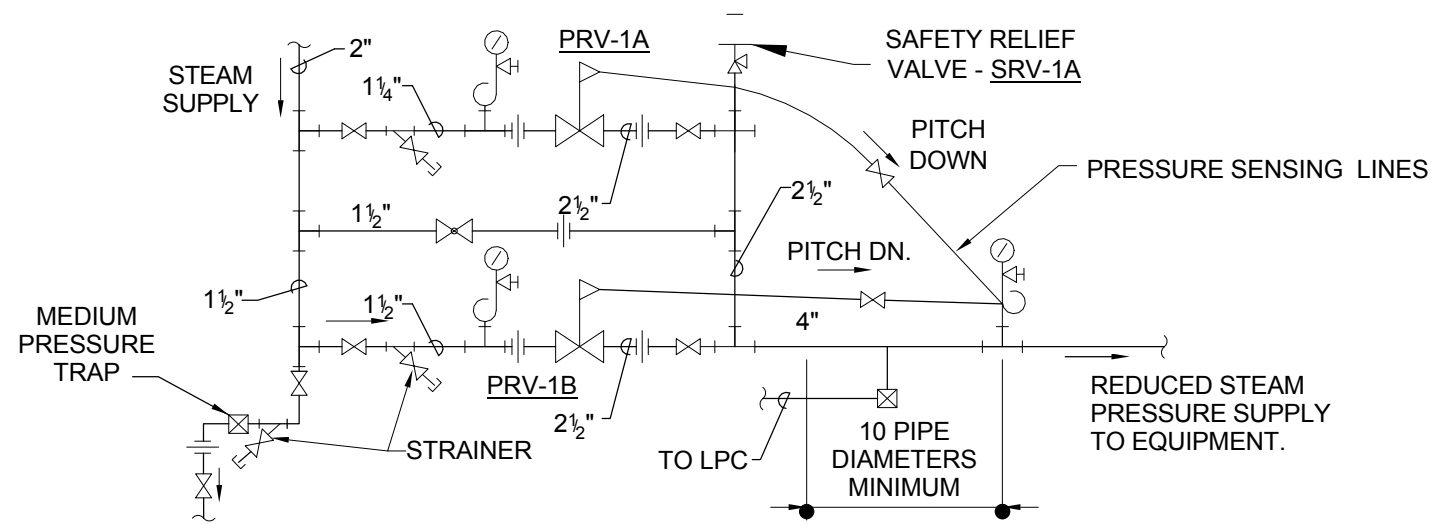 2"
PRV-1A
SAFETY RELIEF
VALVE - SRV-1A
STEAM
SUPPLY
1¼"
PITCH
DOWN
PRESSURE SENSING LINES
1½"
2½"
2½"
PITCH DN.
1½"
1½"
4"
MEDIUM
PRESSURE
TRAP
PRV-1B
2½"
REDUCED STEAM
PRESSURE SUPPLY
TO EQUIPMENT.
STRAINER
TO LPC
10 PIPE
DIAMETERS
MINIMUM